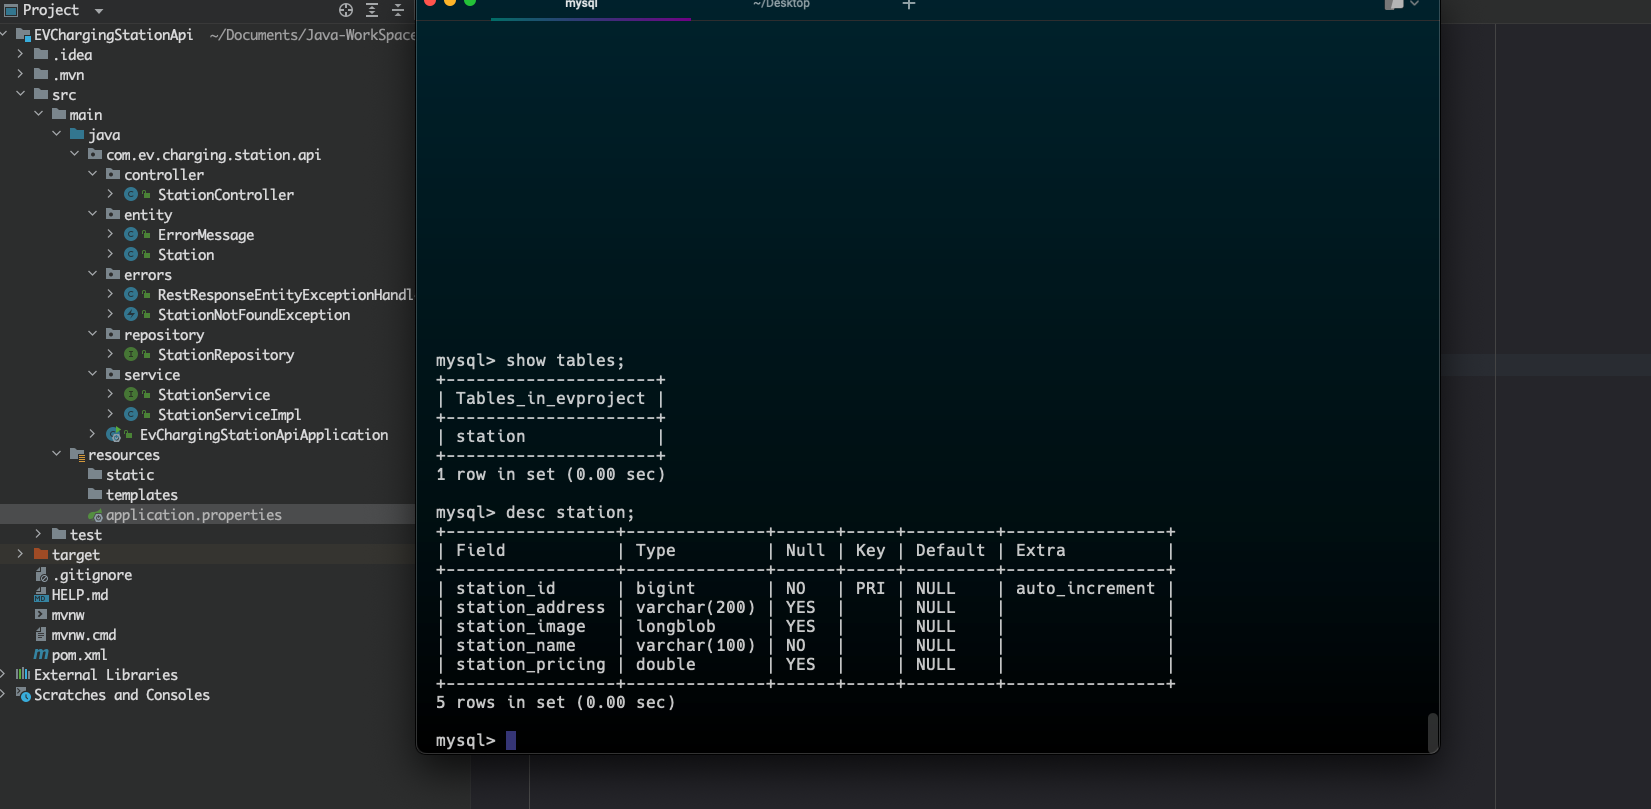 Project
EVChargingStationApi ~/Documents/Java-WorkSpace
.idea
.mvn
src
main
java
com.ev.charging.station.api
controller
StationController
entity
ErrorMessage
Station
errors
RestResponseEntityExceptionHandl
StationNotFoundException
repository
StationRepository
service
StationService
StationServiceImpl
EvChargingStationApiApplication
resources
static
templates
application.properties
test
target
.gitignore
HELP.md
mvnw
mvnw.cmd
pom.xml
External Libraries
Scratches and Consoles
mysql ~/Desktop +
mysql> show tables;
+---------------------+
| Tables_in_evproject |
+---------------------+
| station             |
+---------------------+
1 row in set (0.00 sec)
mysql> desc station;
+-----------------+--------------+------+-----+---------+----------------+
| Field           | Type         | Null | Key | Default | Extra          |
+-----------------+--------------+------+-----+---------+----------------+
| station_id      | bigint       | NO   | PRI | NULL    | auto_increment |
| station_address | varchar(200) | YES  |     | NULL    |                |
| station_image   | longblob     | YES  |     | NULL    |                |
| station_name    | varchar(100) | NO   |     | NULL    |                |
| station_pricing | double       | YES  |     | NULL    |                |
+-----------------+--------------+------+-----+---------+----------------+
5 rows in set (0.00 sec)
mysql>